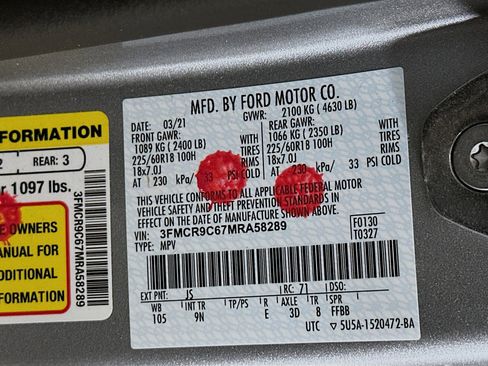 FORMATION
2 REAR: 3
r 1097 lbs.
E OWNERS
ANUAL FOR
DDITIONAL
FORMATION
3FMCR9C67MRA58289
MFD. BY FORD MOTOR CO.
DATE: 03/21 GVWR: 2100 KG ( 4630 LB)
FRONT GAWR: REAR GAWR:
1089 KG ( 2400 LB) WITH 1066 KG ( 2350 LB) WITH
225/60R18 100H TIRES 225/60R18 100H TIRES
18x7.0J RIMS 18x7.0J RIMS
AT 230 kPa/ 33 PSI COLD AT 230 kPa/ 33 PSI COLD
THIS VEHICLE CONFORMS TO ALL APPLICABLE FEDERAL MOTOR
VEHICLE SAFETY AND THEFT PREVENTION STANDARDS IN
EFFECT ON THE DATE OF MANUFACTURE SHOWN ABOVE.
VIN: 3FMCR9C67MRA58289 F0130
TYPE: MPV T0327
EXT PNT: JS RC: 71 DSO:
WB INT TR TP/PS R AXLE TR SPR
105 9N E 3D 8 FFBB
UTC 5U5A-1520472-BA